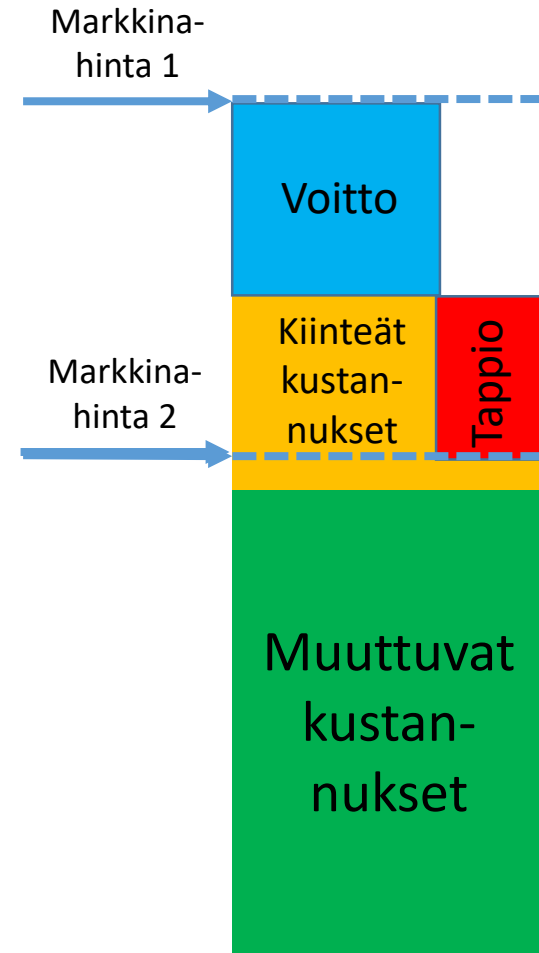 Markkina-
hinta 1
Voitto
Kiinteät
kustan-
nukset
Tappio
Markkina-
hinta 2
Muuttuvat
kustan-
nukset